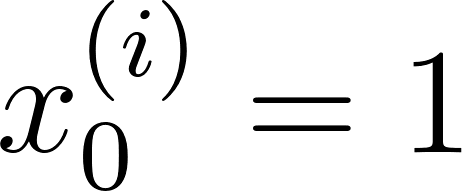 $x_0^{(i)} = 1$